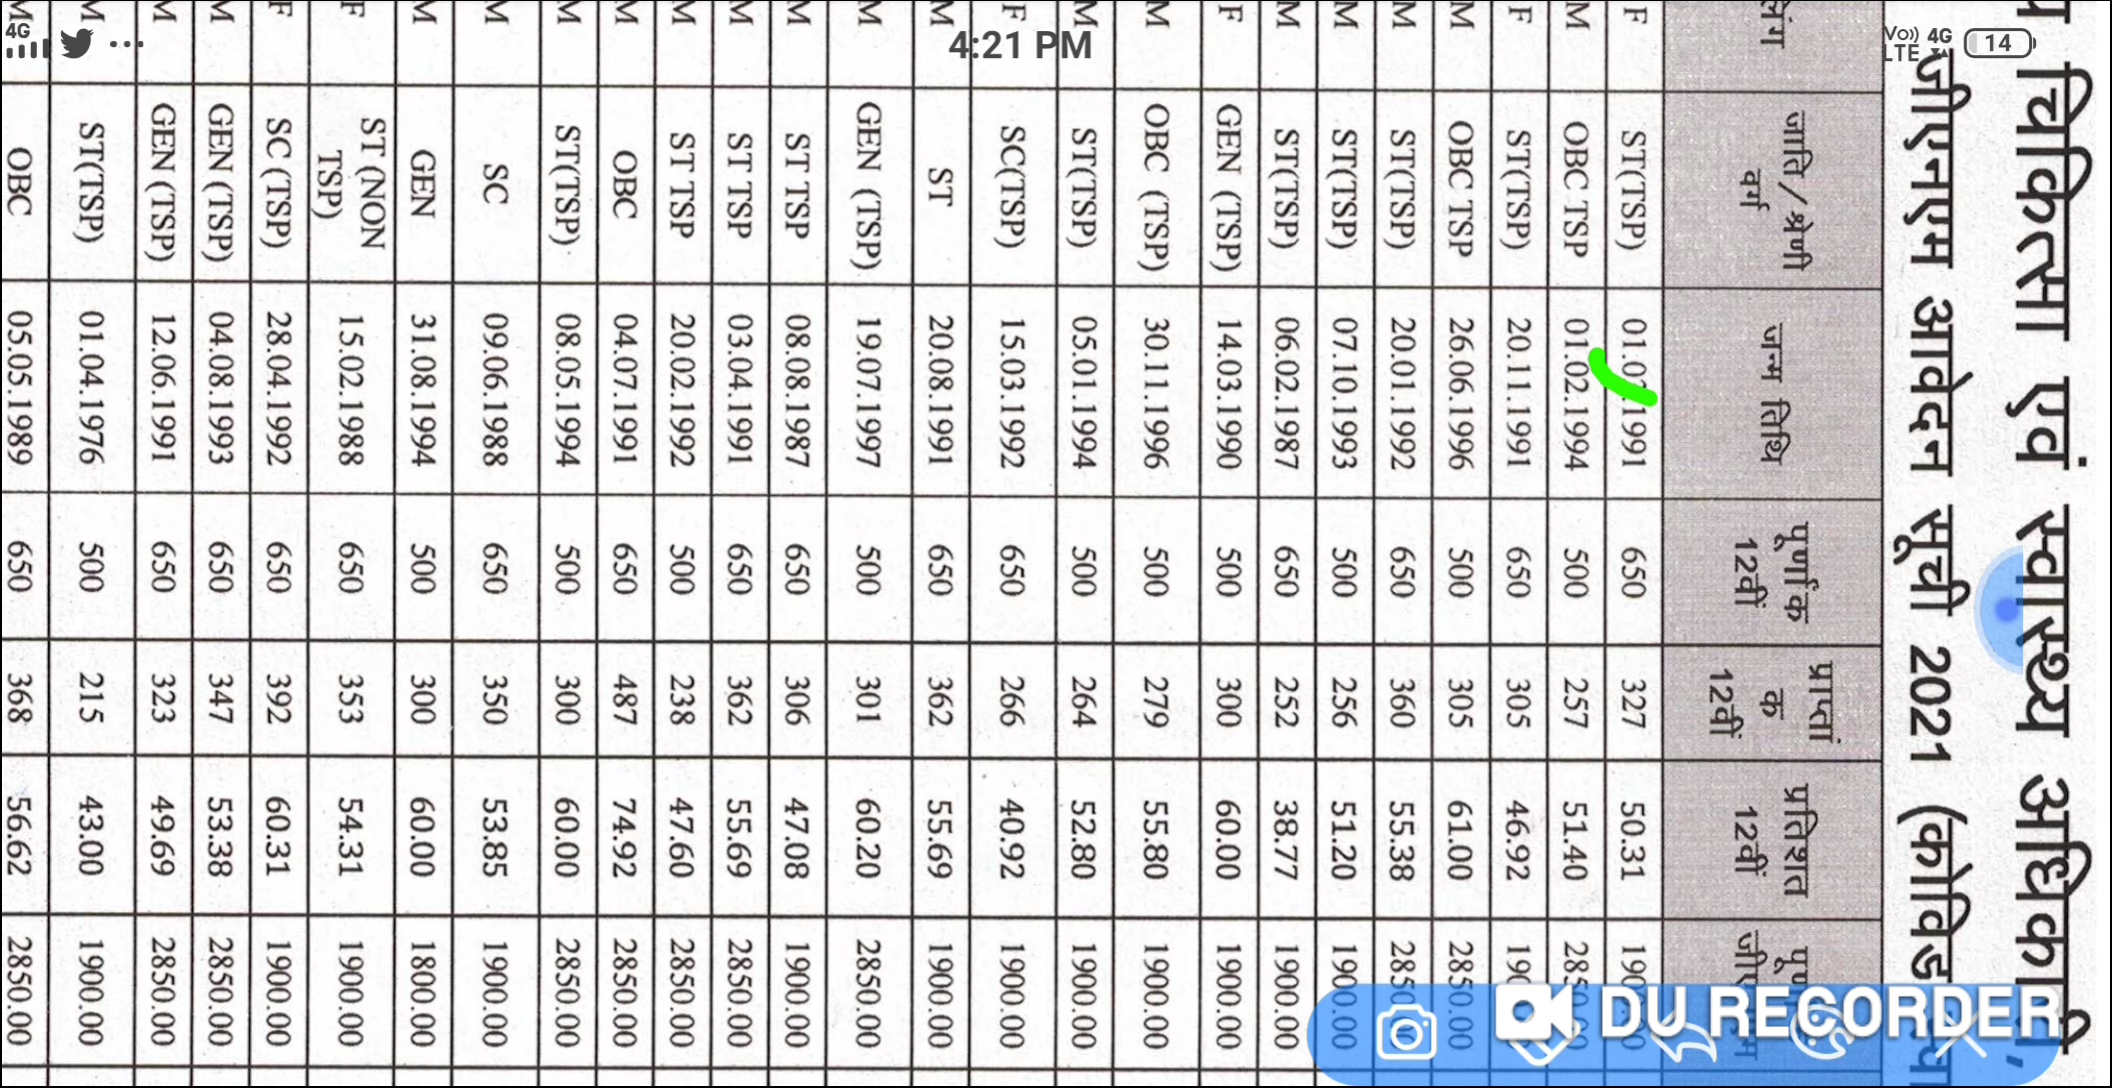 4G
4:21 PM
Vo))
LTE
4G
14
चिकित्सा एवं स्वास्थ्य अधिकारी,
जीएनएम आवेदन सूची 2021 (कोविड
लिंग जाति / श्रेणी वर्ग जन्म तिथि पूर्णांक 12वीं प्राप्तांक 12वीं प्रतिशत 12वीं
F ST(TSP) 01.02.1991 650 327 50.31
M OBC TSP 01.02.1994 500 257 51.40
F ST(TSP) 20.11.1991 650 305 46.92
M OBC TSP 26.06.1996 500 305 61.00 2850.00
M ST(TSP) 20.01.1992 650 360 55.38
M ST(TSP) 07.10.1993 500 256 51.20 1900.00
M ST(TSP) 06.02.1987 650 252 38.77 1900.00
F GEN (TSP) 14.03.1990 500 300 60.00 1900.00
M OBC (TSP) 30.11.1996 500 279 55.80 1900.00
M ST(TSP) 05.01.1994 500 264 52.80 1900.00
F SC(TSP) 15.03.1992 650 266 40.92 1900.00
M ST 20.08.1991 650 362 55.69 1900.00
GEN (TSP) 19.07.1997 500 301 60.20 2850.00
M ST TSP 08.08.1987 650 306 47.08 1900.00
M ST TSP 03.04.1991 650 362 55.69 2850.00
M ST TSP 20.02.1992 500 238 47.60 2850.00
M OBC 04.07.1991 650 487 74.92 2850.00
M ST(TSP) 08.05.1994 500 300 60.00 2850.00
M SC 09.06.1988 650 350 53.85 1900.00
M GEN 31.08.1994 500 300 60.00 1800.00
F ST (NON TSP) 15.02.1988 650 353 54.31 1900.00
F SC (TSP) 28.04.1992 650 392 60.31 1900.00
M GEN (TSP) 04.08.1993 650 347 53.38 2850.00
M GEN (TSP) 12.06.1991 650 323 49.69 2850.00
M ST(TSP) 01.04.1976 500 215 43.00 1900.00
M OBC 05.05.1989 650 368 56.62 2850.00
DU RECORDER